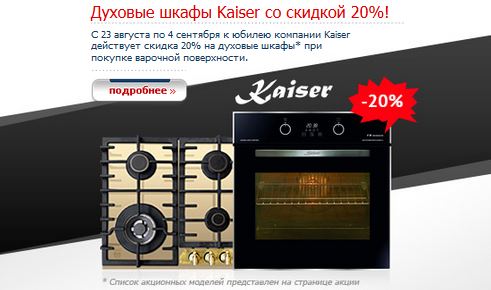 Духовые шкафы Kaiser со скидкой 20%!
С 23 августа по 4 сентября к юбилею компании Kaiser
действует скидка 20% на духовые шкафы* при
покупке варочной поверхности.
подробнее »
Kaiser
-20%
* Список акционных моделей представлен на странице акции